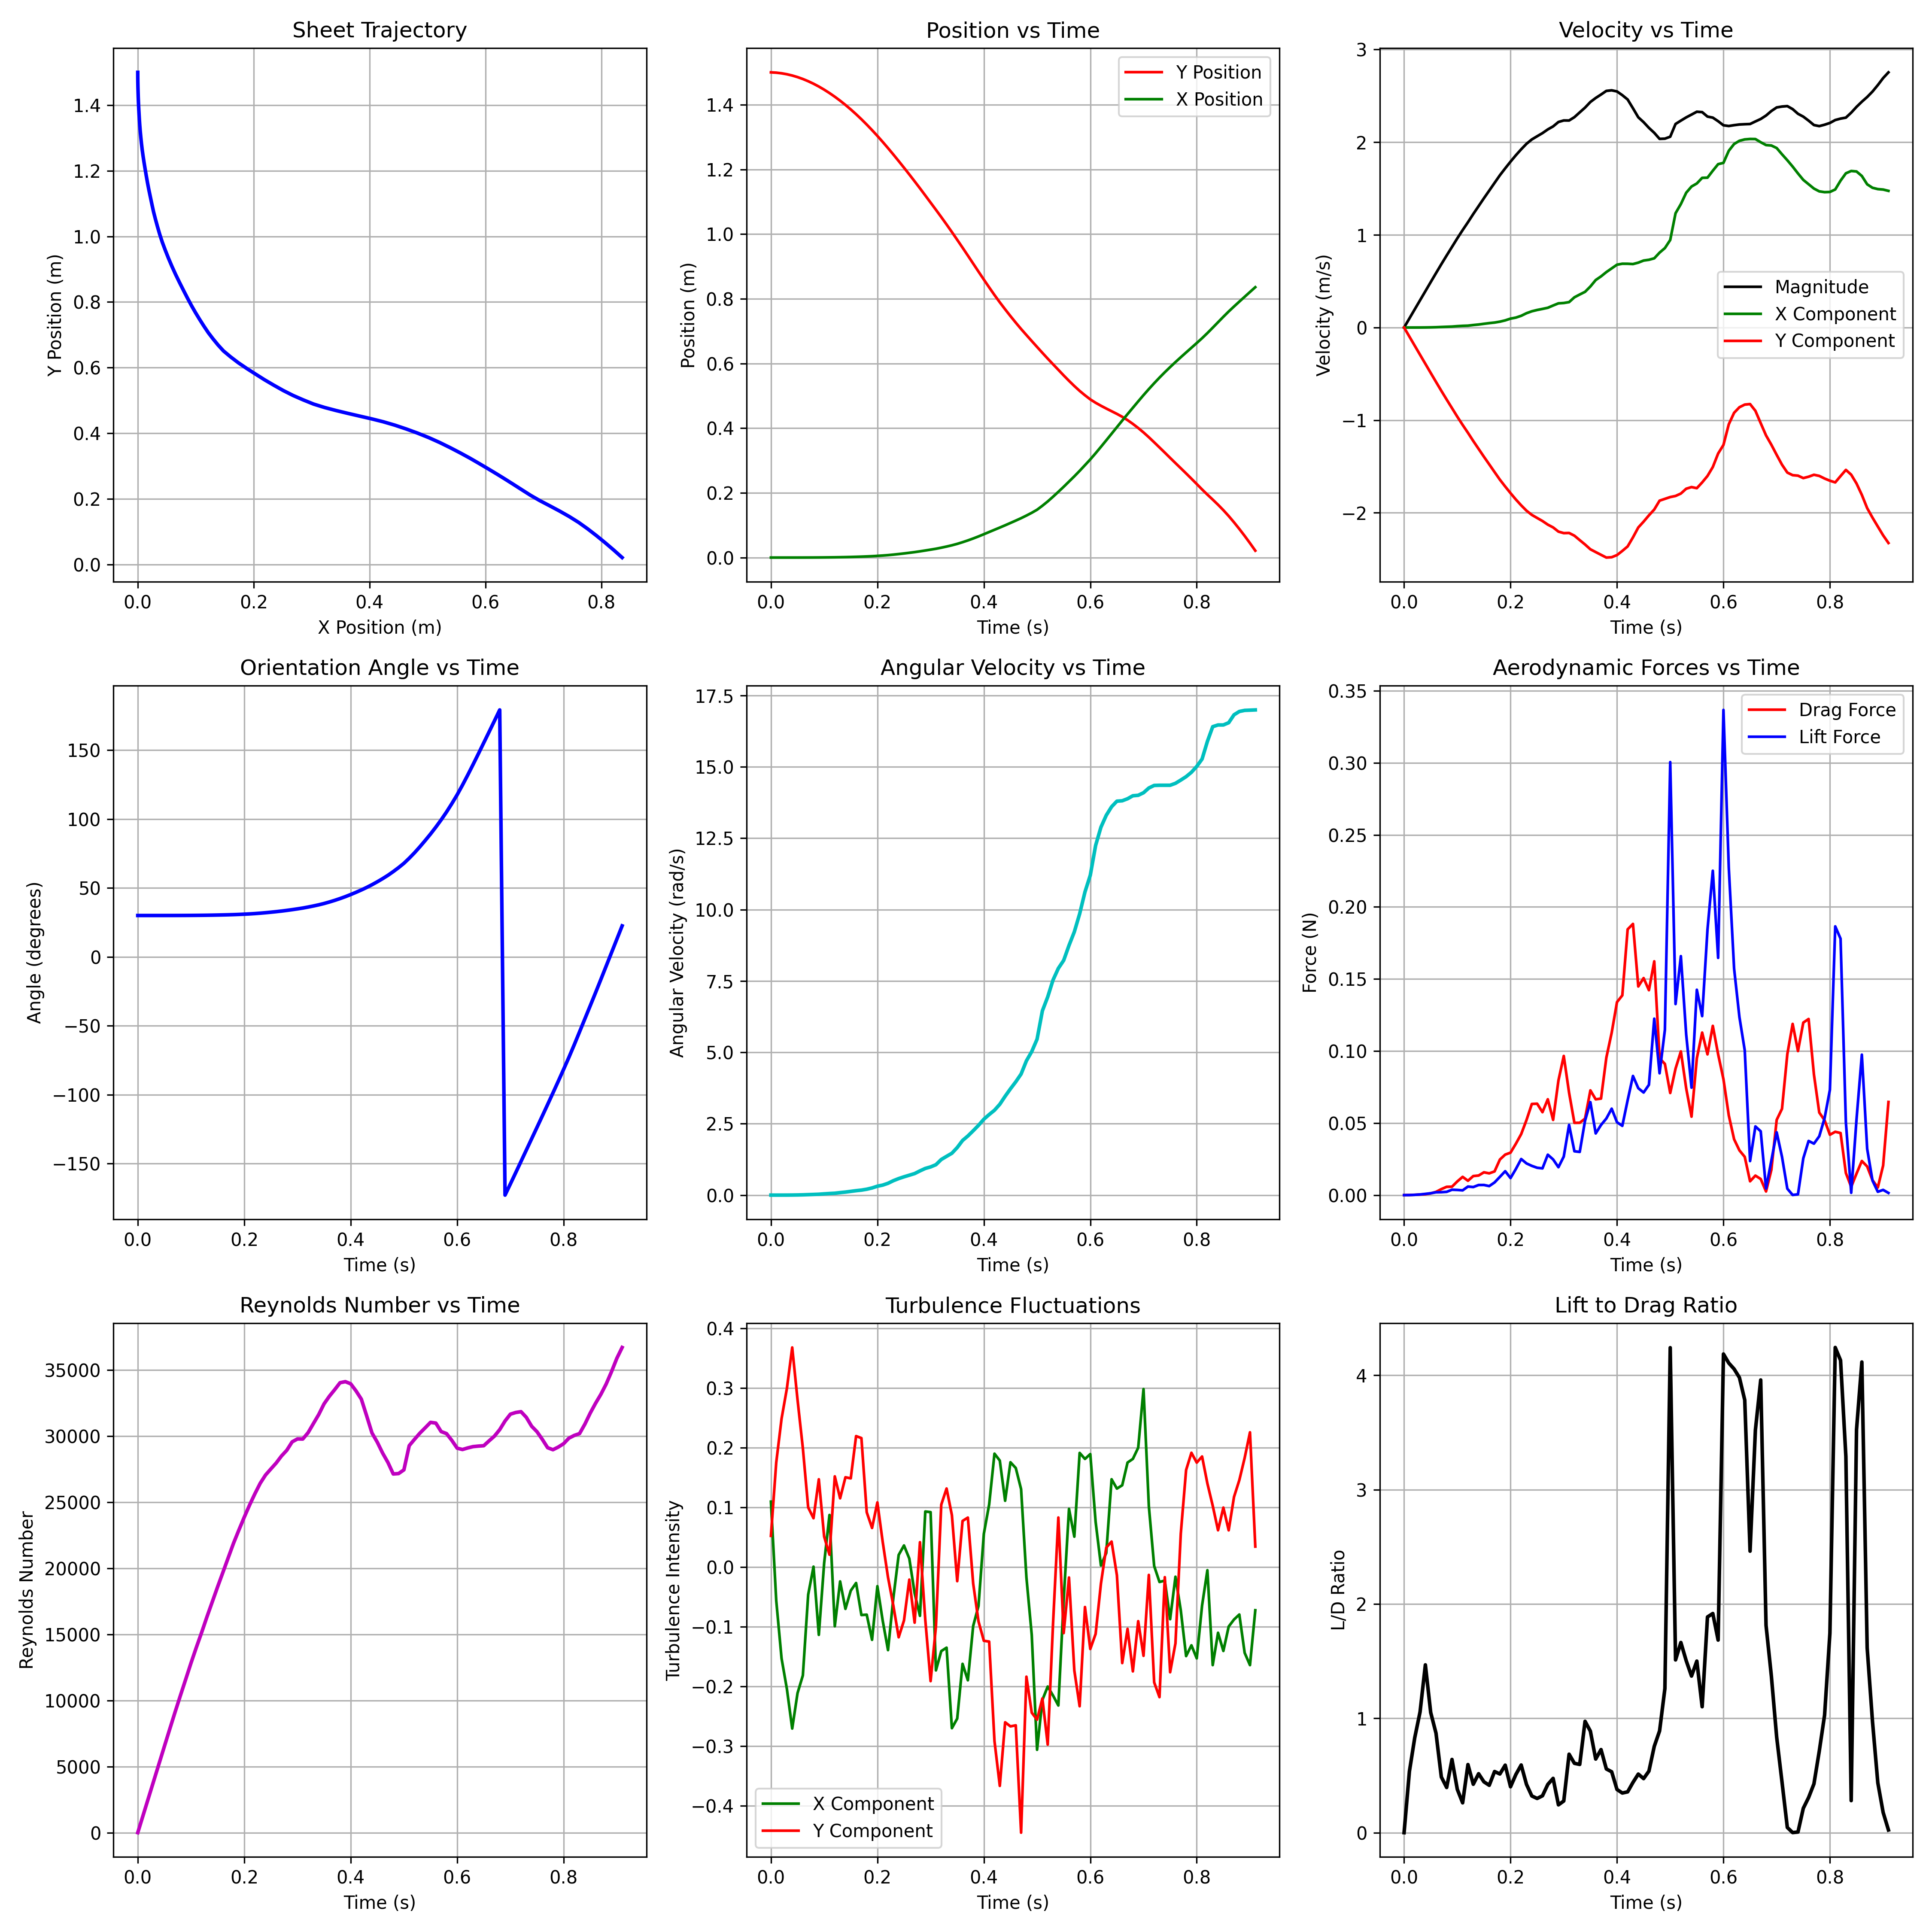 Sheet Trajectory
Y Position (m)
1.4
1.2
1.0
0.8
0.6
0.4
0.2
0.0
0.0 0.2 0.4 0.6 0.8
X Position (m)
Position vs Time
Position (m)
1.4
1.2
1.0
0.8
0.6
0.4
0.2
0.0
Y Position
X Position
0.0 0.2 0.4 0.6 0.8
Time (s)
Velocity vs Time
Velocity (m/s)
3
2
1
0
−1
−2
Magnitude
X Component
Y Component
0.0 0.2 0.4 0.6 0.8
Time (s)
Orientation Angle vs Time
Angle (degrees)
150
100
50
0
−50
−100
−150
0.0 0.2 0.4 0.6 0.8
Time (s)
Angular Velocity vs Time
Angular Velocity (rad/s)
17.5
15.0
12.5
10.0
7.5
5.0
2.5
0.0
0.0 0.2 0.4 0.6 0.8
Time (s)
Aerodynamic Forces vs Time
Force (N)
0.35
0.30
0.25
0.20
0.15
0.10
0.05
0.00
Drag Force
Lift Force
0.0 0.2 0.4 0.6 0.8
Time (s)
Reynolds Number vs Time
Reynolds Number
35000
30000
25000
20000
15000
10000
5000
0
0.0 0.2 0.4 0.6 0.8
Time (s)
Turbulence Fluctuations
Turbulence Intensity
0.4
0.3
0.2
0.1
0.0
−0.1
−0.2
−0.3
−0.4
X Component
Y Component
0.0 0.2 0.4 0.6 0.8
Time (s)
Lift to Drag Ratio
L/D Ratio
4
3
2
1
0
0.0 0.2 0.4 0.6 0.8
Time (s)